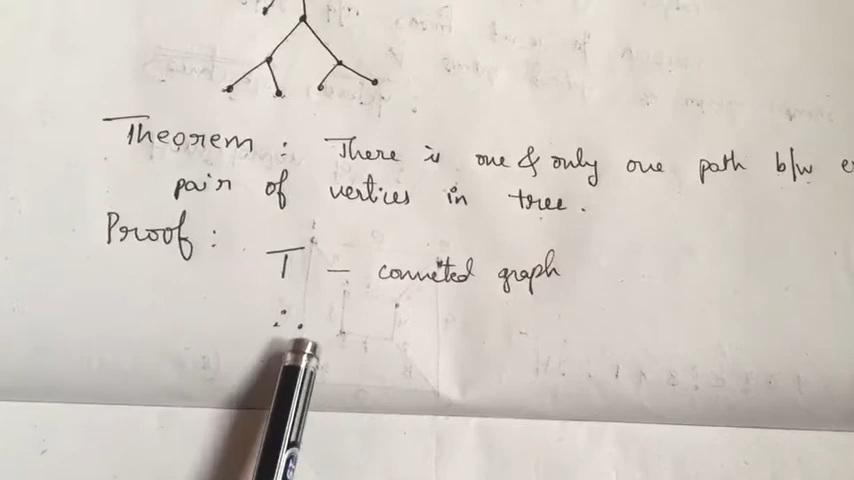 Theorem : There is one & only one path b/w
pair of vertices in tree.
Proof :
T — connected graph
∴